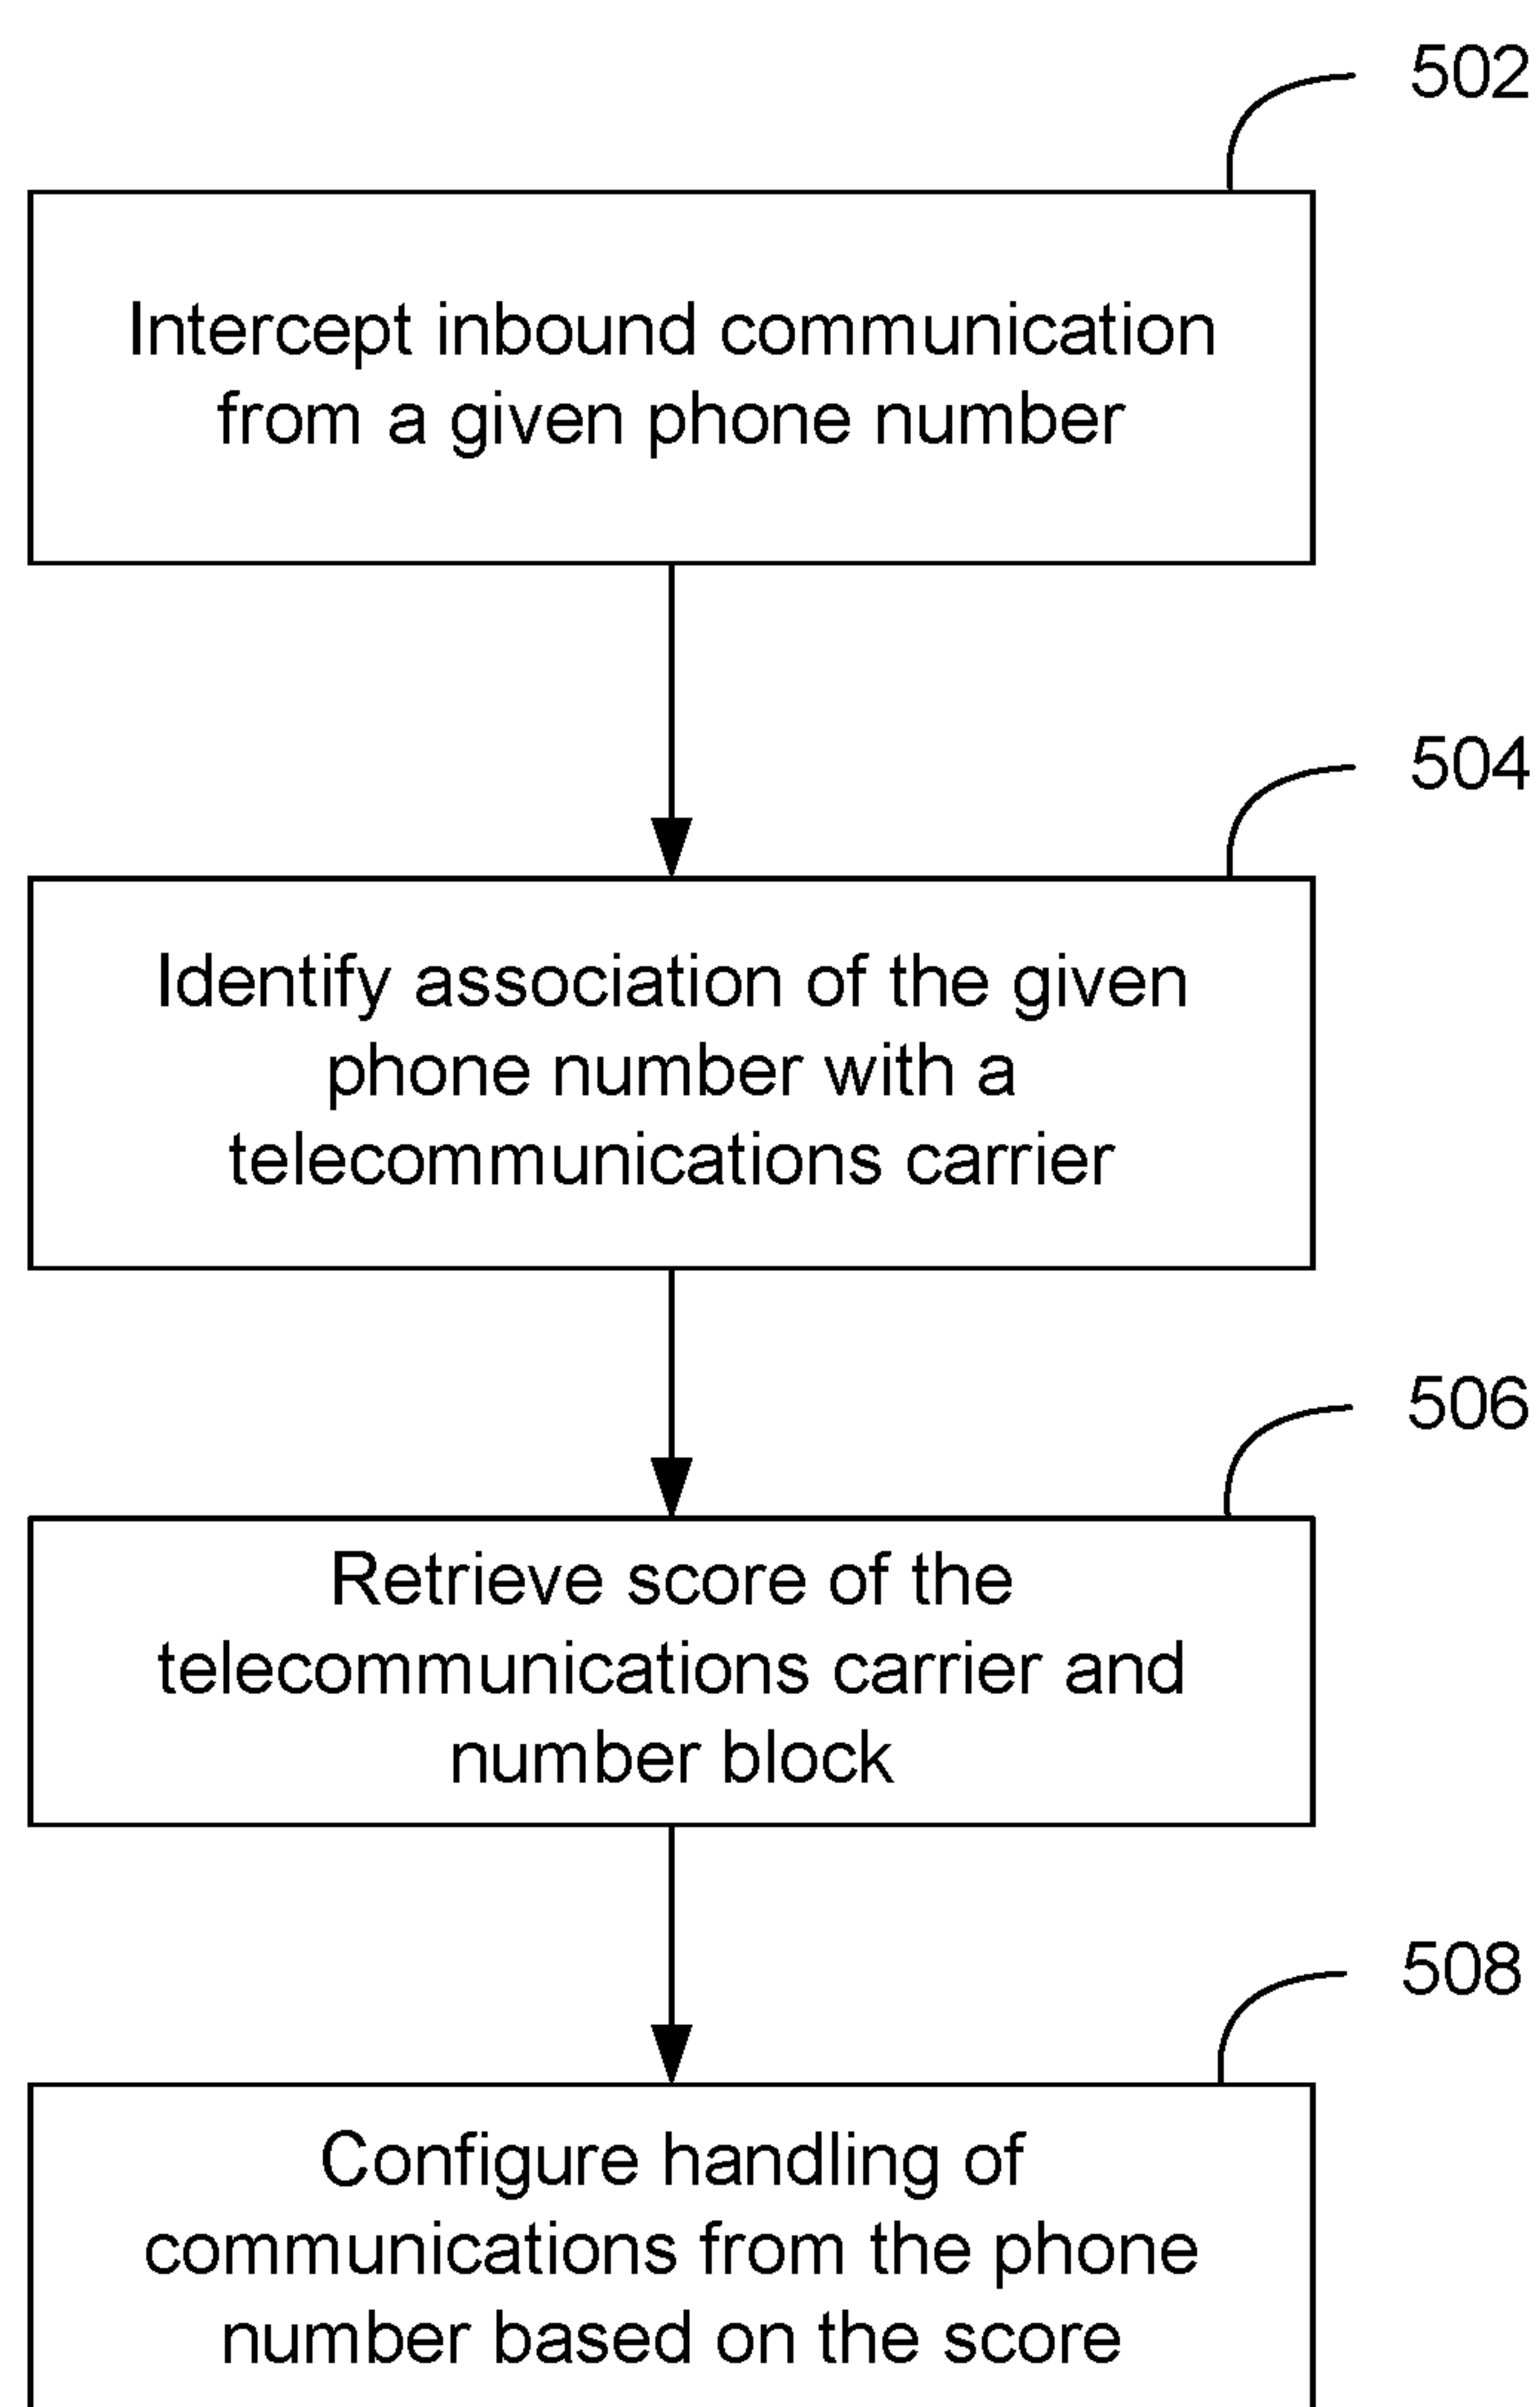 502
Intercept inbound communication
from a given phone number
504
Identify association of the given
phone number with a
telecommunications carrier
506
Retrieve score of the
telecommunications carrier and
number block
508
Configure handling of
communications from the phone
number based on the score